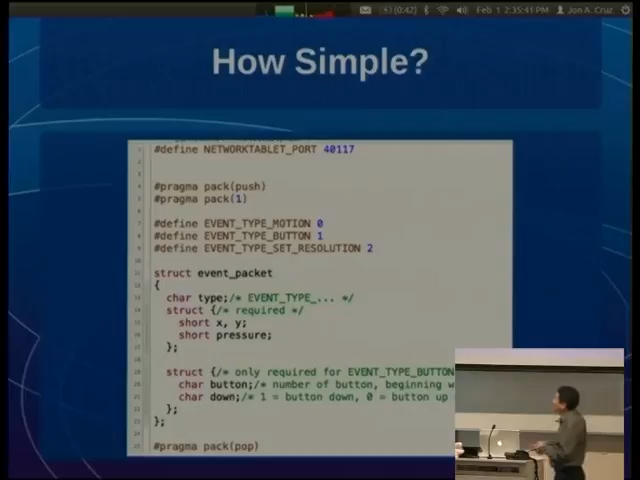 (0:42) Feb 1 2:35:41 PM Jon A. Cruz
How Simple?
#define NETWORKTABLET_PORT 40117
#pragma pack(push)
#pragma pack(1)
#define EVENT_TYPE_MOTION 0
#define EVENT_TYPE_BUTTON 1
#define EVENT_TYPE_SET_RESOLUTION 2
struct event_packet
{
char type;/* EVENT_TYPE_... */
struct {/* required */
short x, y;
short pressure;
};
struct {/* only required for EVENT_TYPE_BUTTON
char button;/* number of button, beginning w
char down;/* 1 = button down, 0 = button up
};
};
#pragma pack(pop)